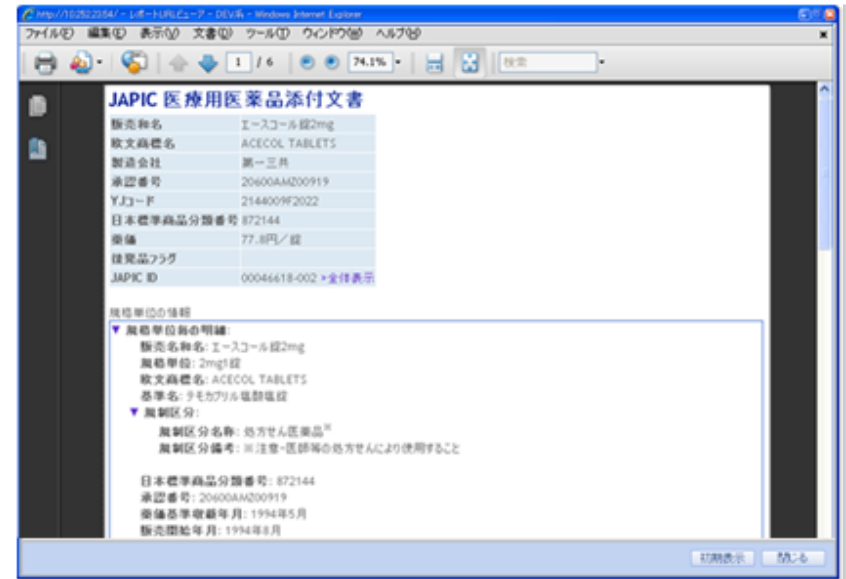 http://10.252.2.354/ - レポートURLビューア - DEV系 - Windows Internet Explorer
ファイル(F) 編集(E) 表示(V) 文書(D) ツール(T) ウィンドウ(W) ヘルプ(H)
1 / 6 74.1% 検索
JAPIC 医療用医薬品添付文書
販売和名 エースコール錠2mg
欧文商標名 ACECOL TABLETS
製造会社 第一三共
承認番号 20600AMZ00919
YJコード 2144009F2022
日本標準商品分類番号 872144
薬価 77.8円/錠
後発品フラグ
JAPIC ID 00046618-002 »全体表示
規格単位の情報
▼ 規格単位毎の明細:
販売名和名: エースコール錠2mg
規格単位: 2mg1錠
欧文商標名: ACECOL TABLETS
基準名: テモカプリル塩酸塩錠
▼ 規制区分:
規制区分名称: 処方せん医薬品※
規制区分備考: ※注意-医師等の処方せんにより使用すること
日本標準商品分類番号: 872144
承認番号: 20600AMZ00919
薬価基準収載年月: 1994年5月
販売開始年月: 1994年8月
初期表示 閉じる